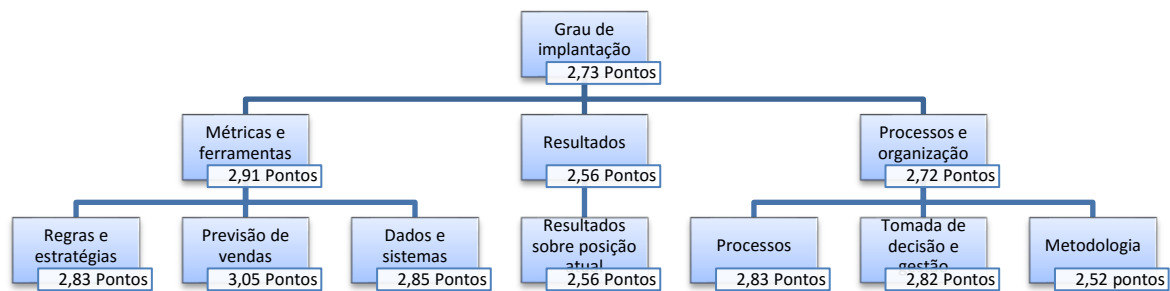 Grau de
implantação
2,73 Pontos
Métricas e
ferramentas
2,91 Pontos
Resultados
2,56 Pontos
Processos e
organização
2,72 Pontos
Regras e
estratégias
2,83 Pontos
Previsão de
vendas
3,05 Pontos
Dados e
sistemas
2,85 Pontos
Resultados
sobre posição
atual
2,56 Pontos
Processos
2,83 Pontos
Tomada de
decisão e
gestão
2,82 Pontos
Metodologia
2,52 pontos